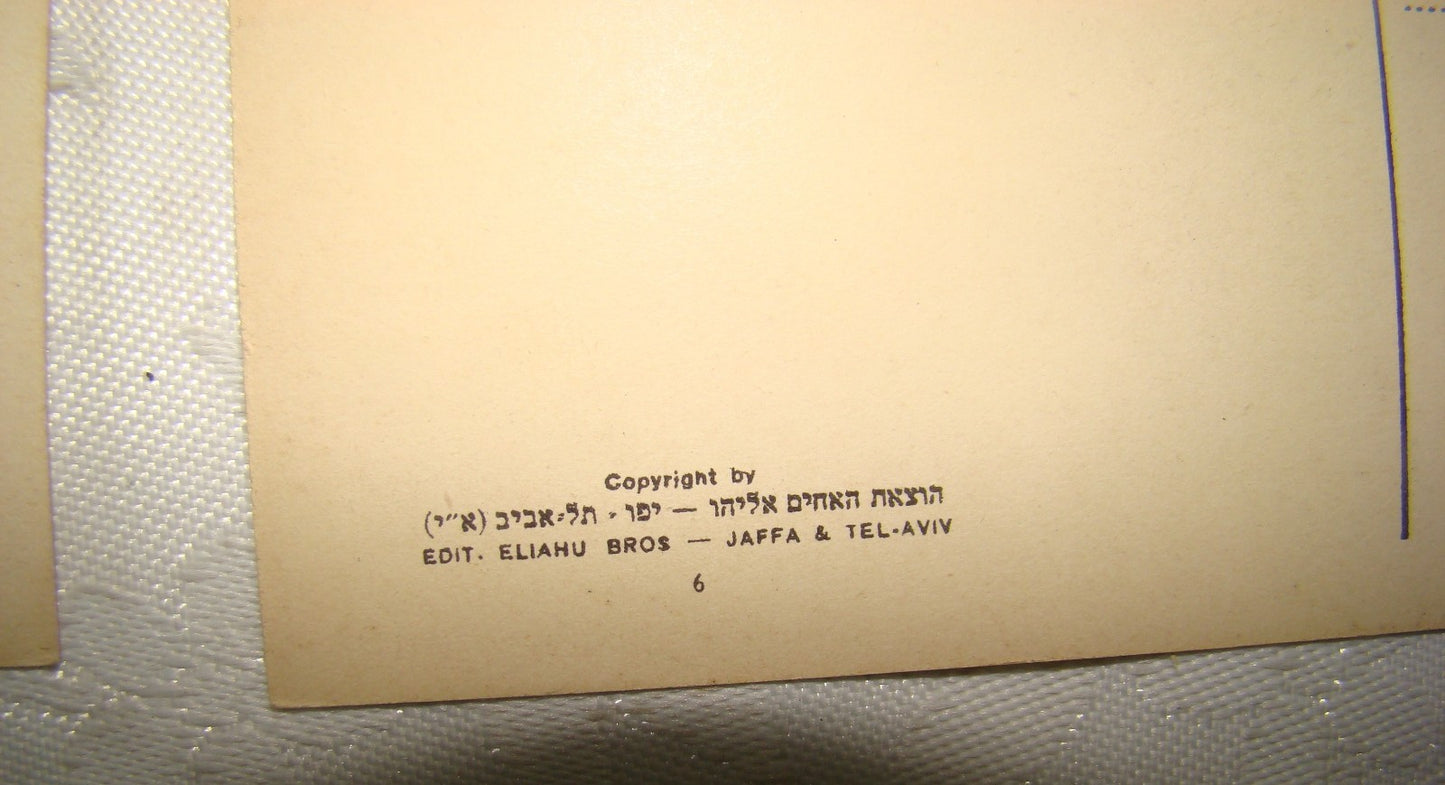 Copyright by
הוצאת האחים אליהו — יפו - תל-אביב (א״י)
EDIT. ELIAHU BROS — JAFFA & TEL-AVIV
6